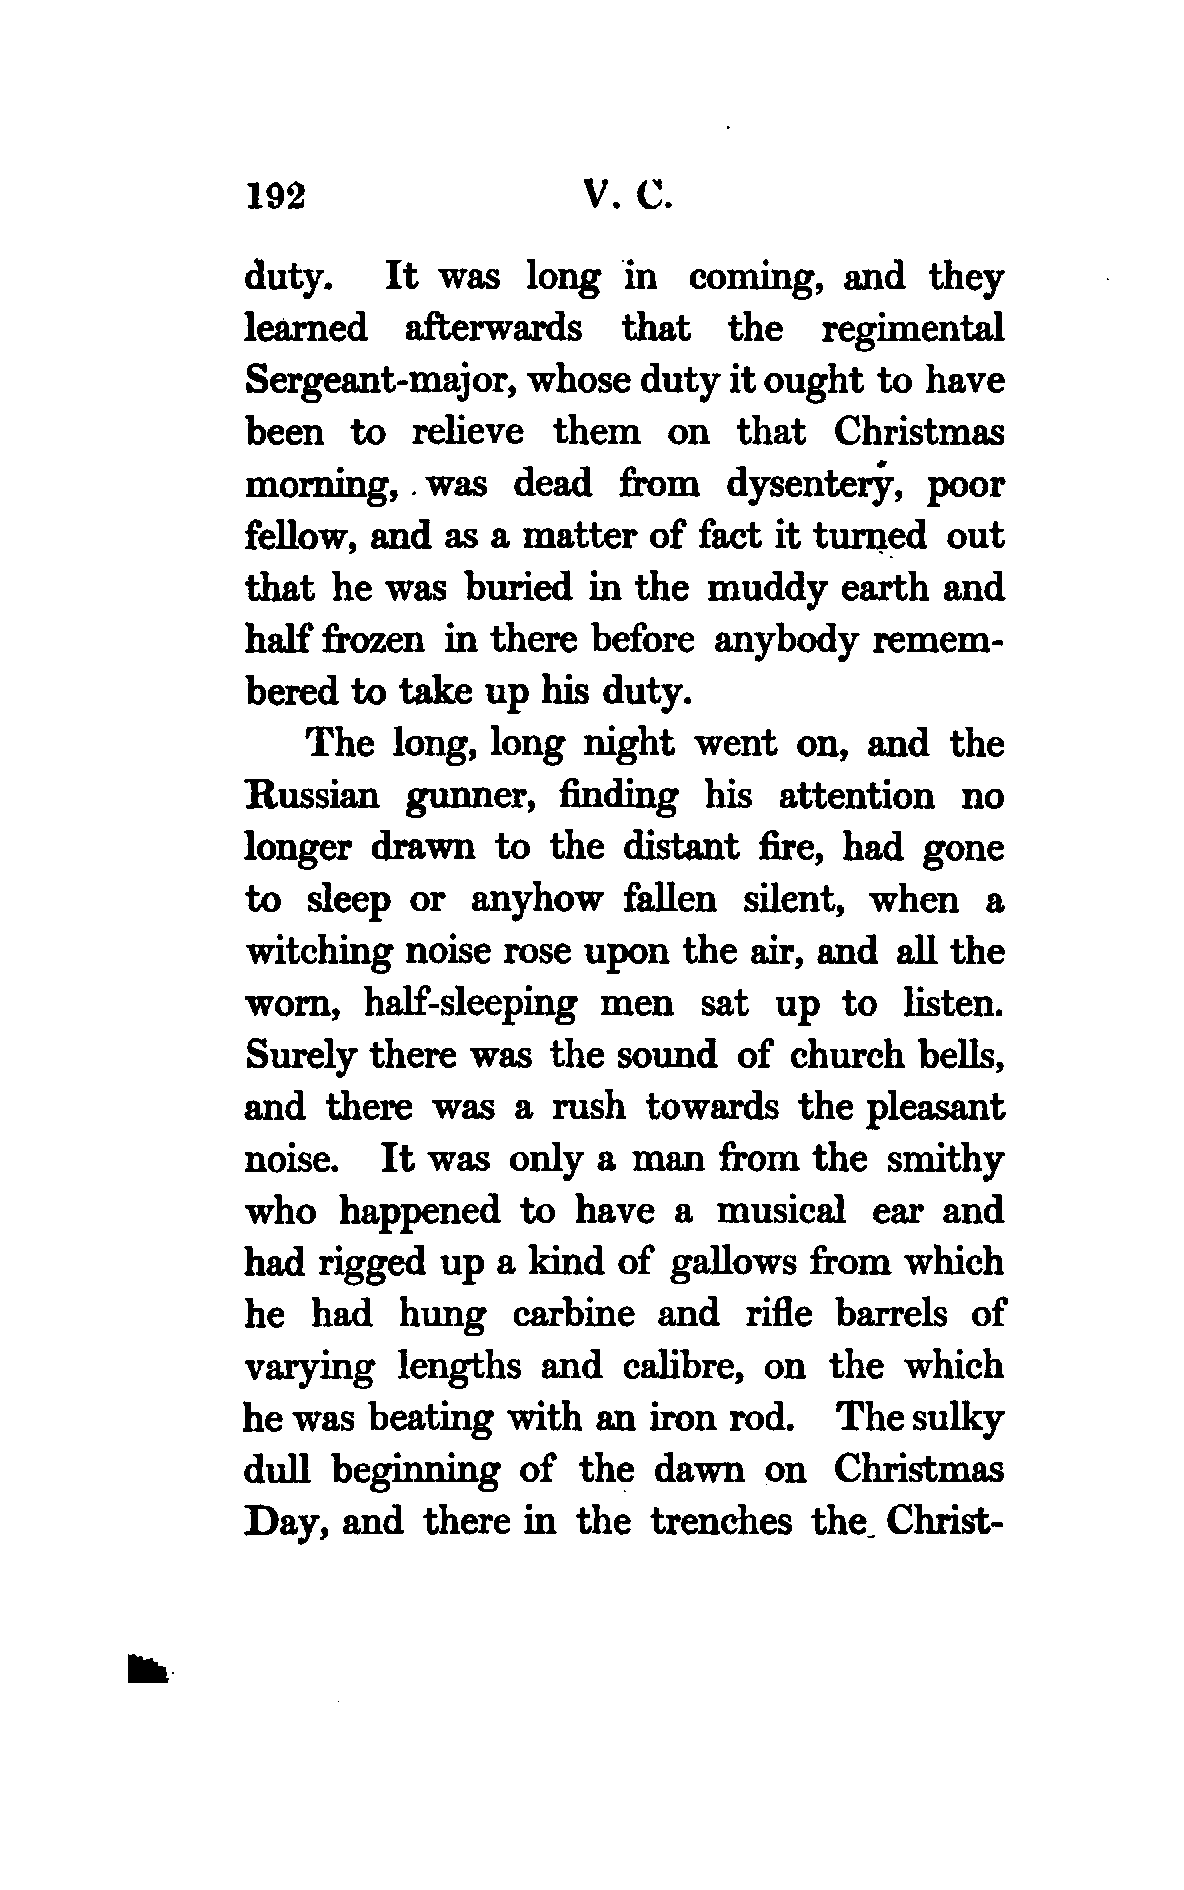 192 V. C.
duty. It was long in coming, and they
learned afterwards that the regimental
Sergeant-major, whose duty it ought to have
been to relieve them on that Christmas
morning, was dead from dysentery, poor
fellow, and as a matter of fact it turned out
that he was buried in the muddy earth and
half frozen in there before anybody remem-
bered to take up his duty.
The long, long night went on, and the
Russian gunner, finding his attention no
longer drawn to the distant fire, had gone
to sleep or anyhow fallen silent, when a
witching noise rose upon the air, and all the
worn, half-sleeping men sat up to listen.
Surely there was the sound of church bells,
and there was a rush towards the pleasant
noise. It was only a man from the smithy
who happened to have a musical ear and
had rigged up a kind of gallows from which
he had hung carbine and rifle barrels of
varying lengths and calibre, on the which
he was beating with an iron rod. The sulky
dull beginning of the dawn on Christmas
Day, and there in the trenches the Christ-